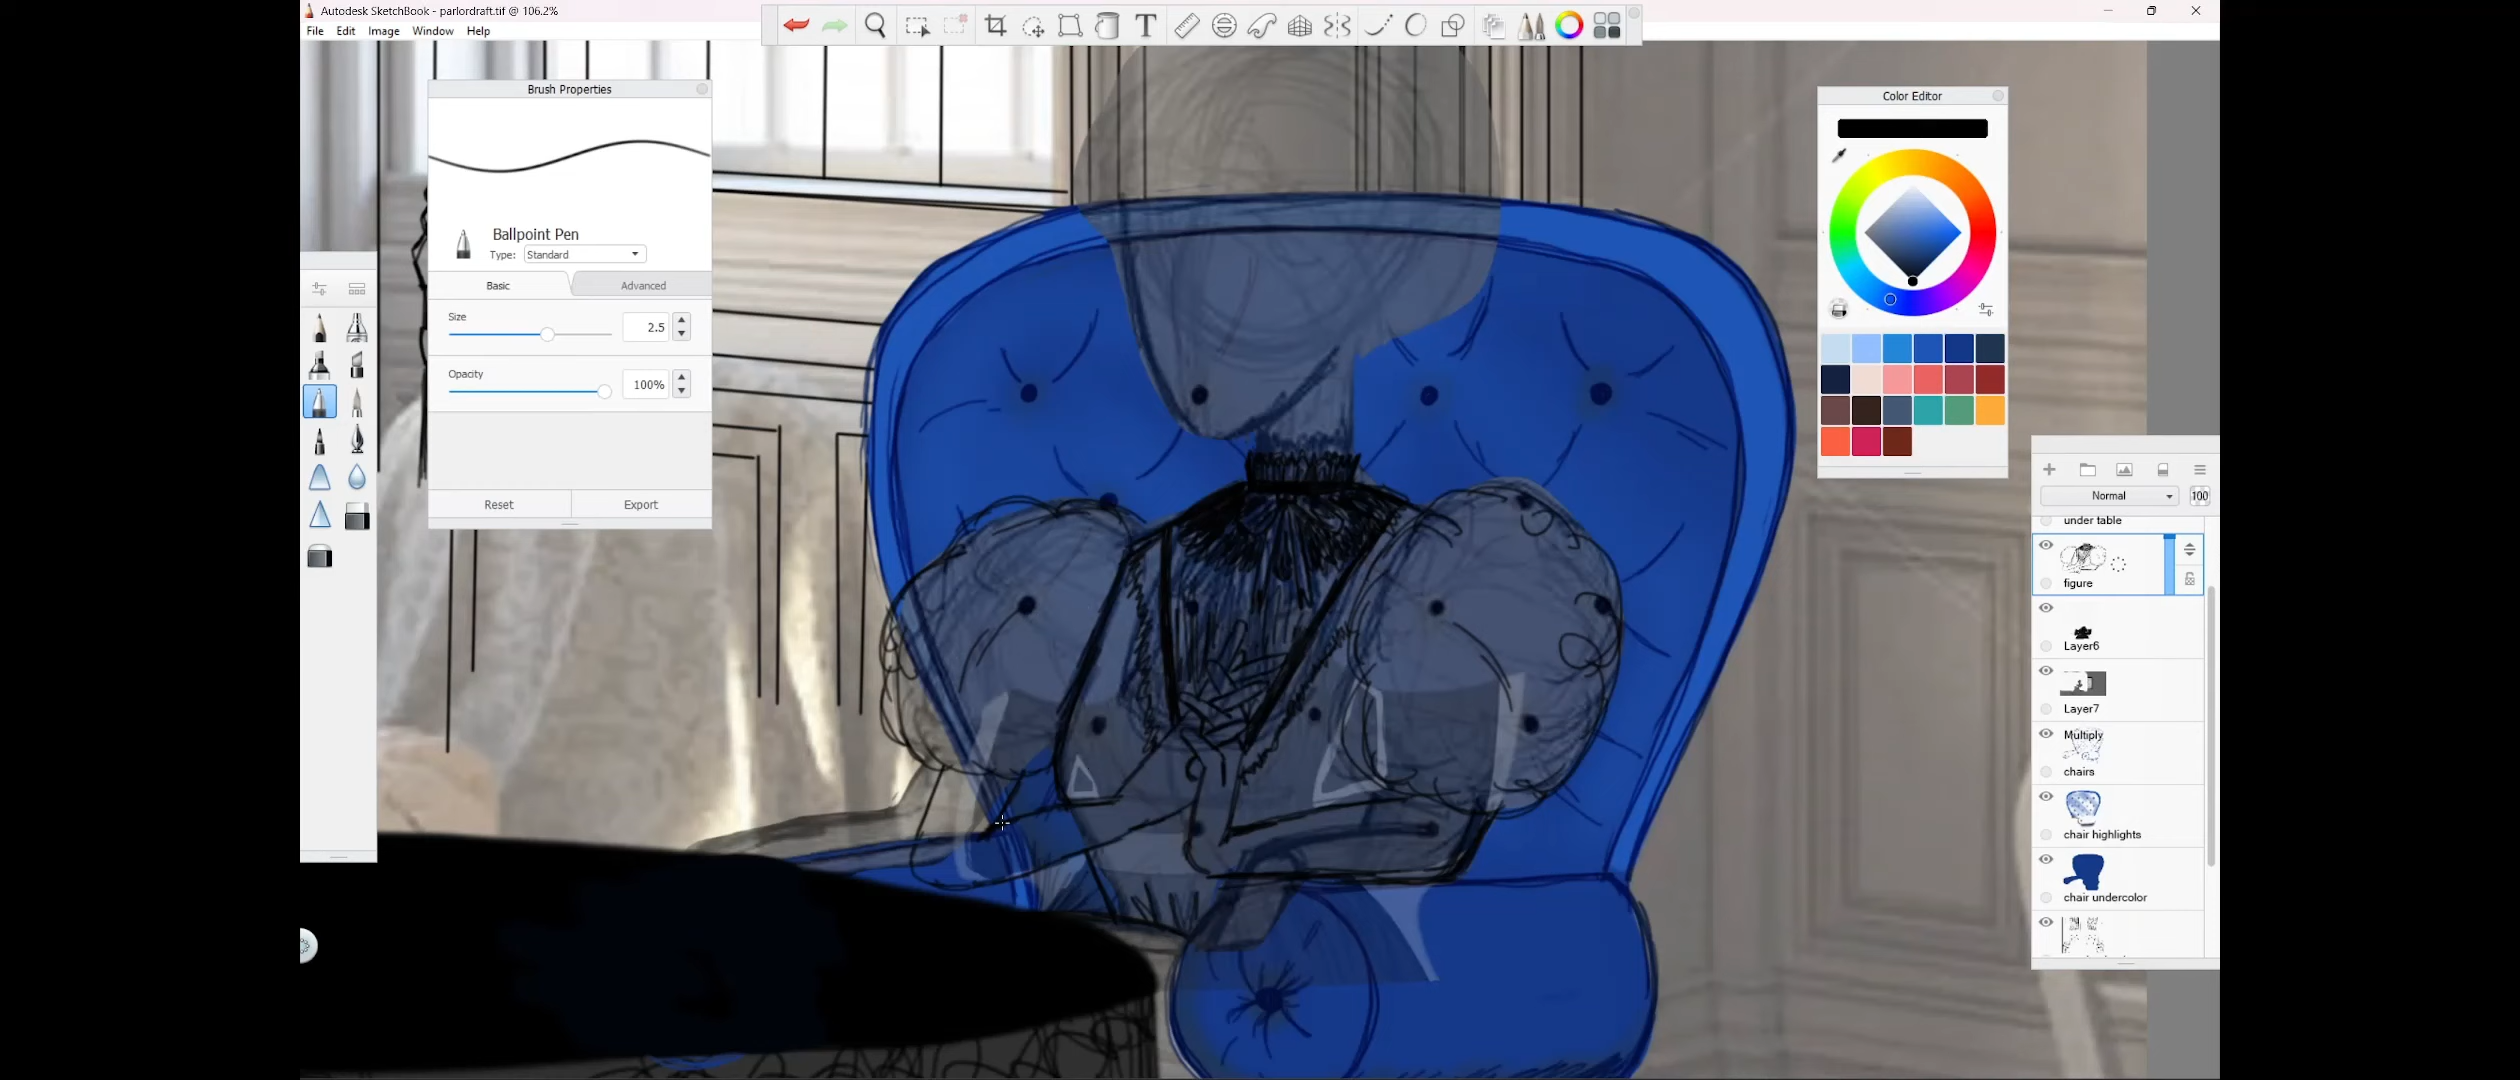 Autodesk SketchBook - parlordraft.tif @ 106.2%
File Edit Image Window Help
Brush Properties
Ballpoint Pen
Type: Standard
Basic Advanced
Size
2.5
Opacity
100%
Reset Export
Color Editor
Normal 100
under table
figure
Layer6
Layer7
Multiply
chairs
chair highlights
chair undercolor